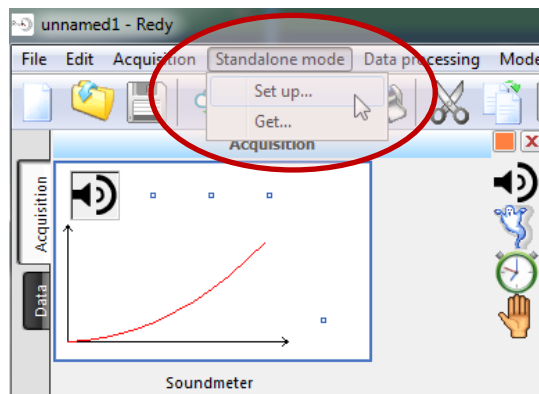 unnamed1 - Redy
File Edit Acquisition Standalone mode Data processing Mode
Set up...
Get...
Acquisition
Acquisition
Data
Soundmeter